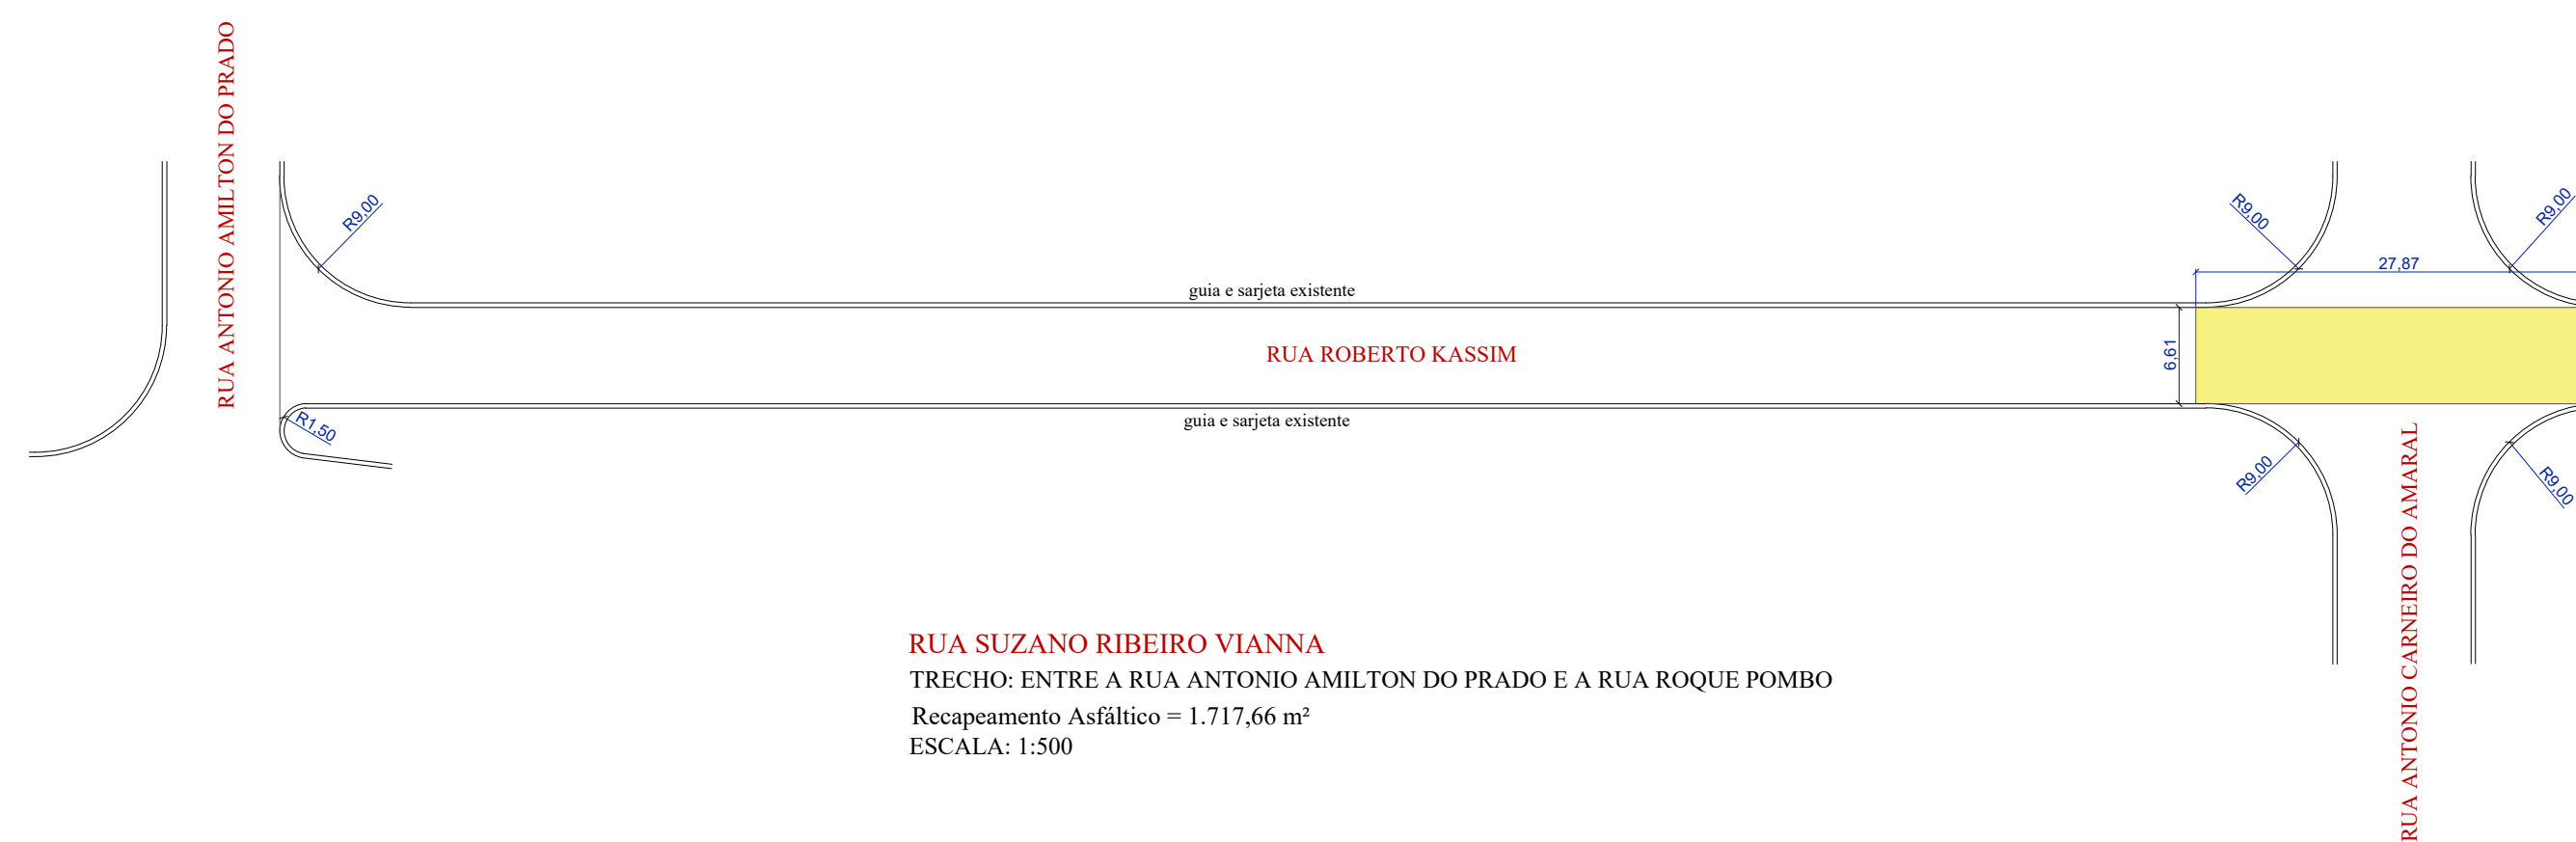 RUA ANTONIO AMILTON DO PRADO
R9,00
R9,00
R9,00
27,87
guia e sarjeta existente
RUA ROBERTO KASSIM
6,61
guia e sarjeta existente
R1,50
R9,00
R9,00
RUA ANTONIO CARNEIRO DO AMARAL
RUA SUZANO RIBEIRO VIANNA
TRECHO: ENTRE A RUA ANTONIO AMILTON DO PRADO E A RUA ROQUE POMBO
Recapeamento Asfáltico = 1.717,66 m²
ESCALA: 1:500